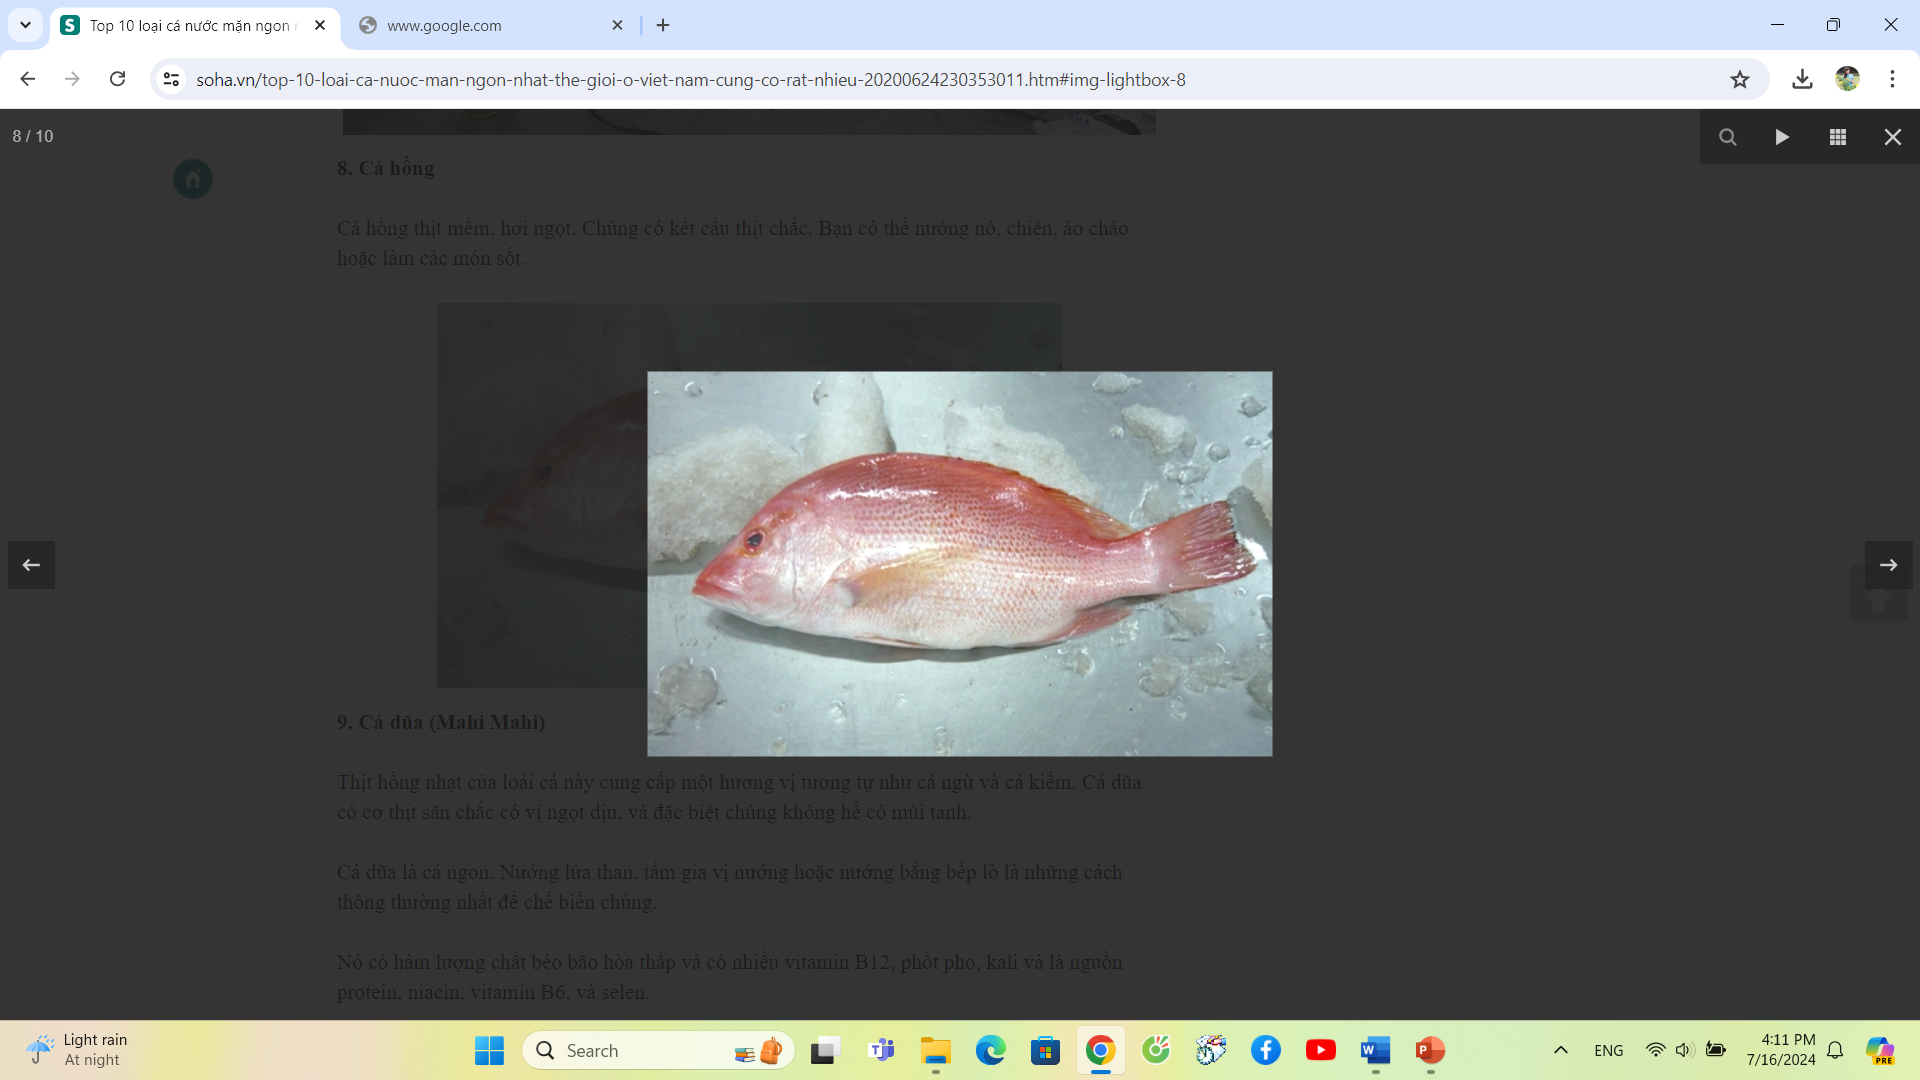 Top 10 loại cá nước mặn ngon
www.google.com
soha.vn/top-10-loai-ca-nuoc-man-ngon-nhat-the-gioi-o-viet-nam-cung-co-rat-nhieu-20200624230353011.htm#img-lightbox-8
8 / 10
8. Cá hồng
Cá hồng thịt mềm, hơi ngọt. Chúng có kết cấu thịt chắc. Bạn có thể nướng nó, chiên, áo chảo
hoặc làm các món sốt.
9. Cá dũa (Mahi Mahi)
Thịt hồng nhạt của loài cá này cung cấp một hương vị tương tự như cá ngừ và cá kiếm. Cá dũa
có cơ thịt săn chắc có vị ngọt dịu, và đặc biệt chúng không hề có mùi tanh.
Cá dũa là cá ngon. Nướng lửa than, tẩm gia vị nướng hoặc nướng bằng bếp lò là những cách
thông thường nhất để chế biến chúng.
Nó có hàm lượng chất béo bão hòa thấp và có nhiều vitamin B12, phốt pho, kali và là nguồn
protein, niacin, vitamin B6, và selen.
Light rain
At night
Search
ENG
4:11 PM
7/16/2024
PRE